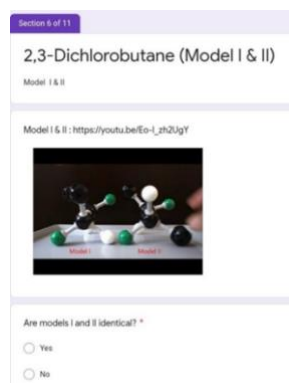 Section 6 of 11
2,3-Dichlorobutane (Model I & II)
Model I & II
Model I & II : https://youtu.be/Eo-l_zh2UgY
Model I Model II
Are models I and II identical? *
Yes
No